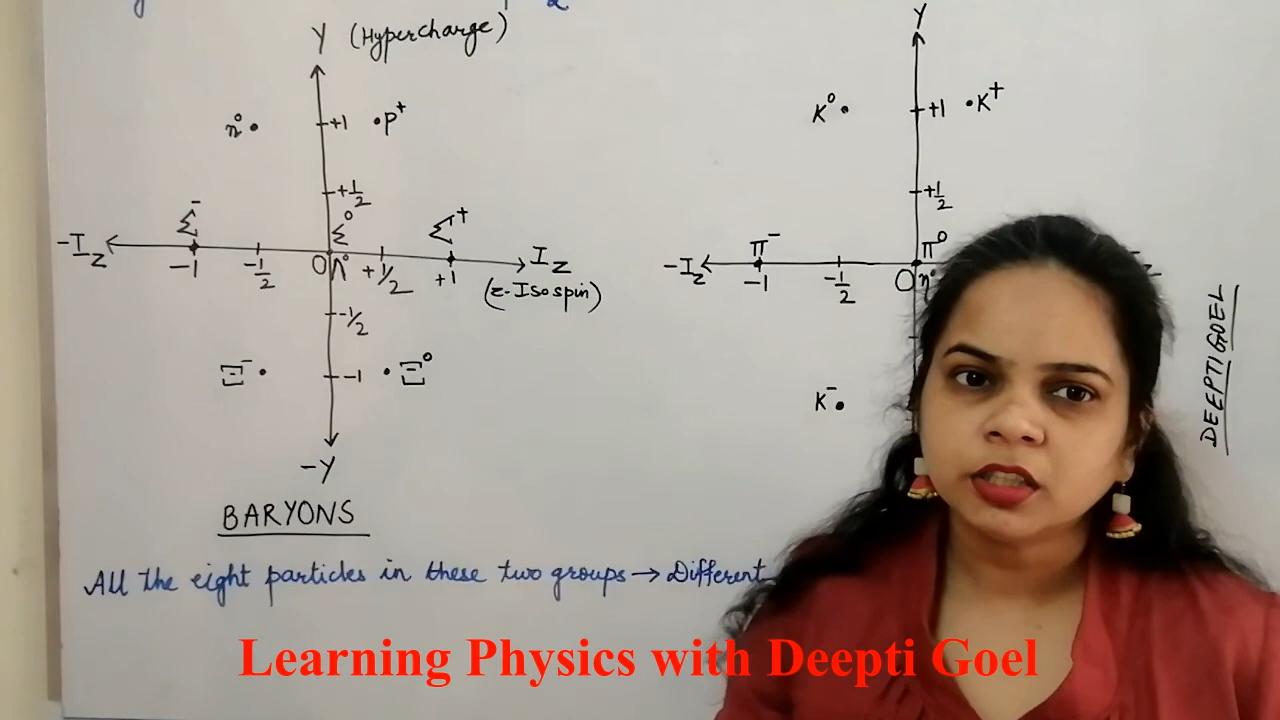 Y (Hypercharge)
n° +1 P+
+1/2
Σ- Σ° Σ+
-Iz -1 -1/2 0 Λ° +1/2 +1 Iz
(z-Isospin)
-1/2
Ξ- -1 Ξ°
-Y
BARYONS
Y
K° +1 K+
+1/2
π- π°
-Iz -1 -1/2 0 η°
K-
DEEPTI GOEL
All the eight particles in these two groups → Different
Learning Physics with Deepti Goel